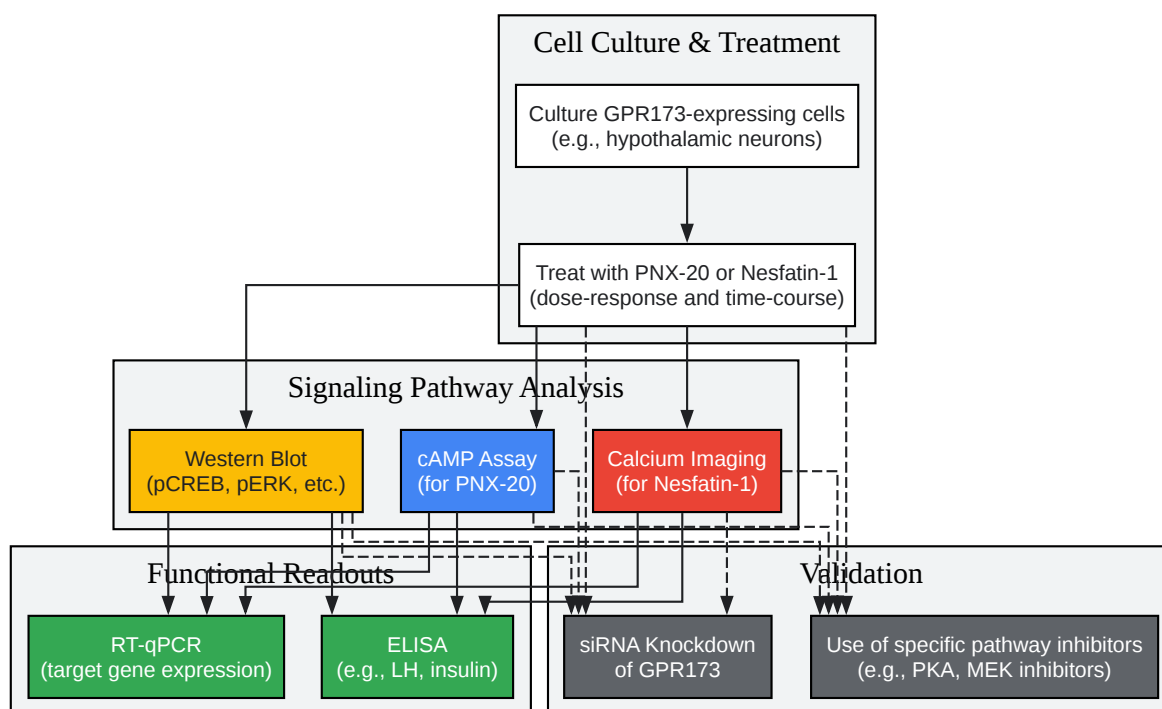 Cell Culture & Treatment
Culture GPR173-expressing cells
(e.g., hypothalamic neurons)
Treat with PNX-20 or Nesfatin-1
(dose-response and time-course)
Signaling Pathway Analysis
Western Blot
(pCREB, pERK, etc.)
cAMP Assay
(for PNX-20)
Calcium Imaging
(for Nesfatin-1)
Functional Readouts
RT-qPCR
(target gene expression)
ELISA
(e.g., LH, insulin)
Validation
siRNA Knockdown
of GPR173
Use of specific pathway inhibitors
(e.g., PKA, MEK inhibitors)